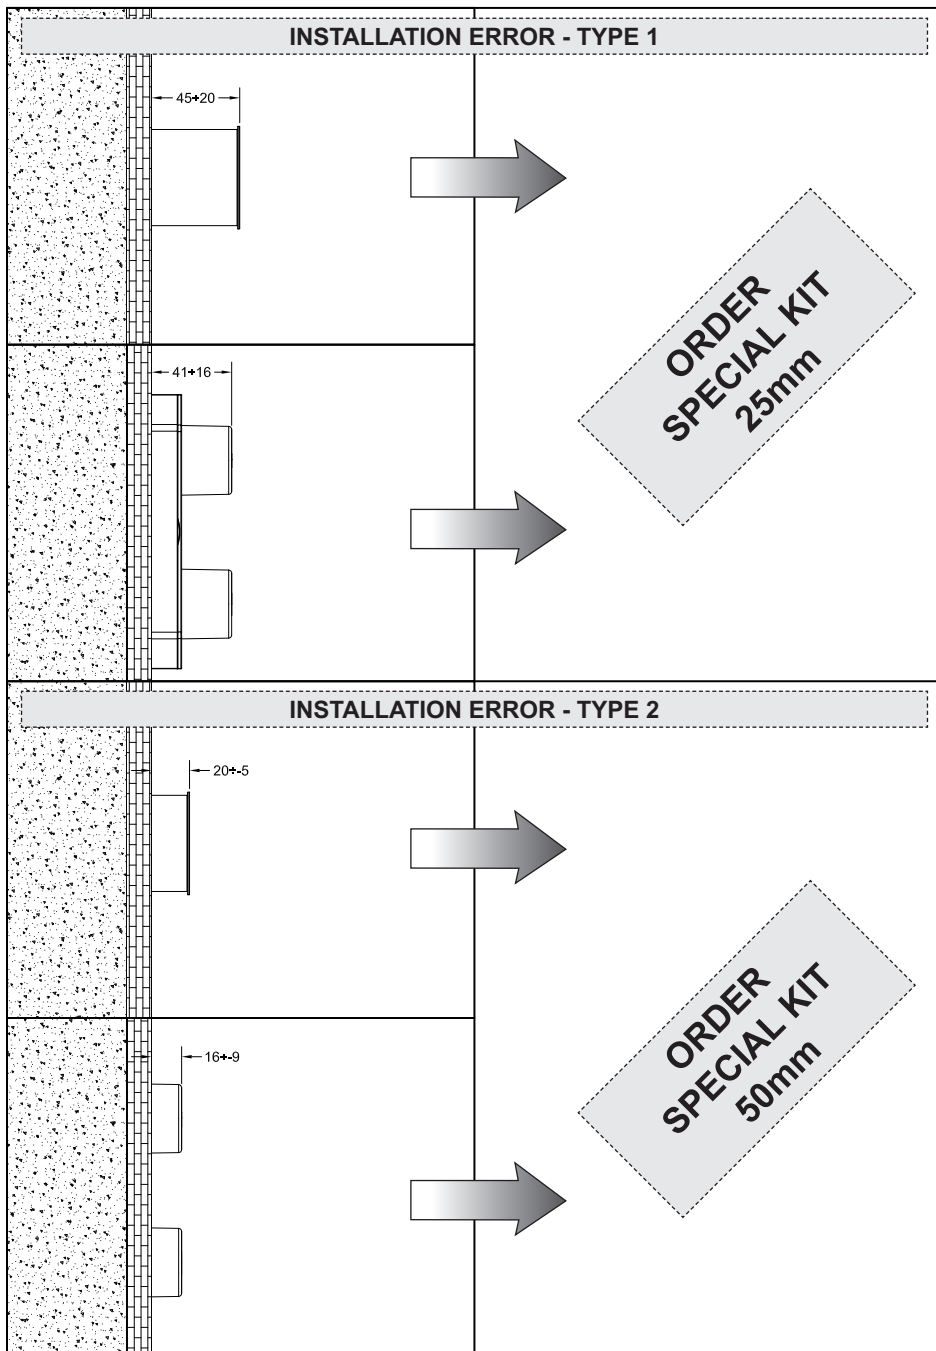 INSTALLATION ERROR - TYPE 1
45÷20
41÷16
ORDER
SPECIAL KIT
25mm
INSTALLATION ERROR - TYPE 2
20÷-5
16÷-9
ORDER
SPECIAL KIT
50mm